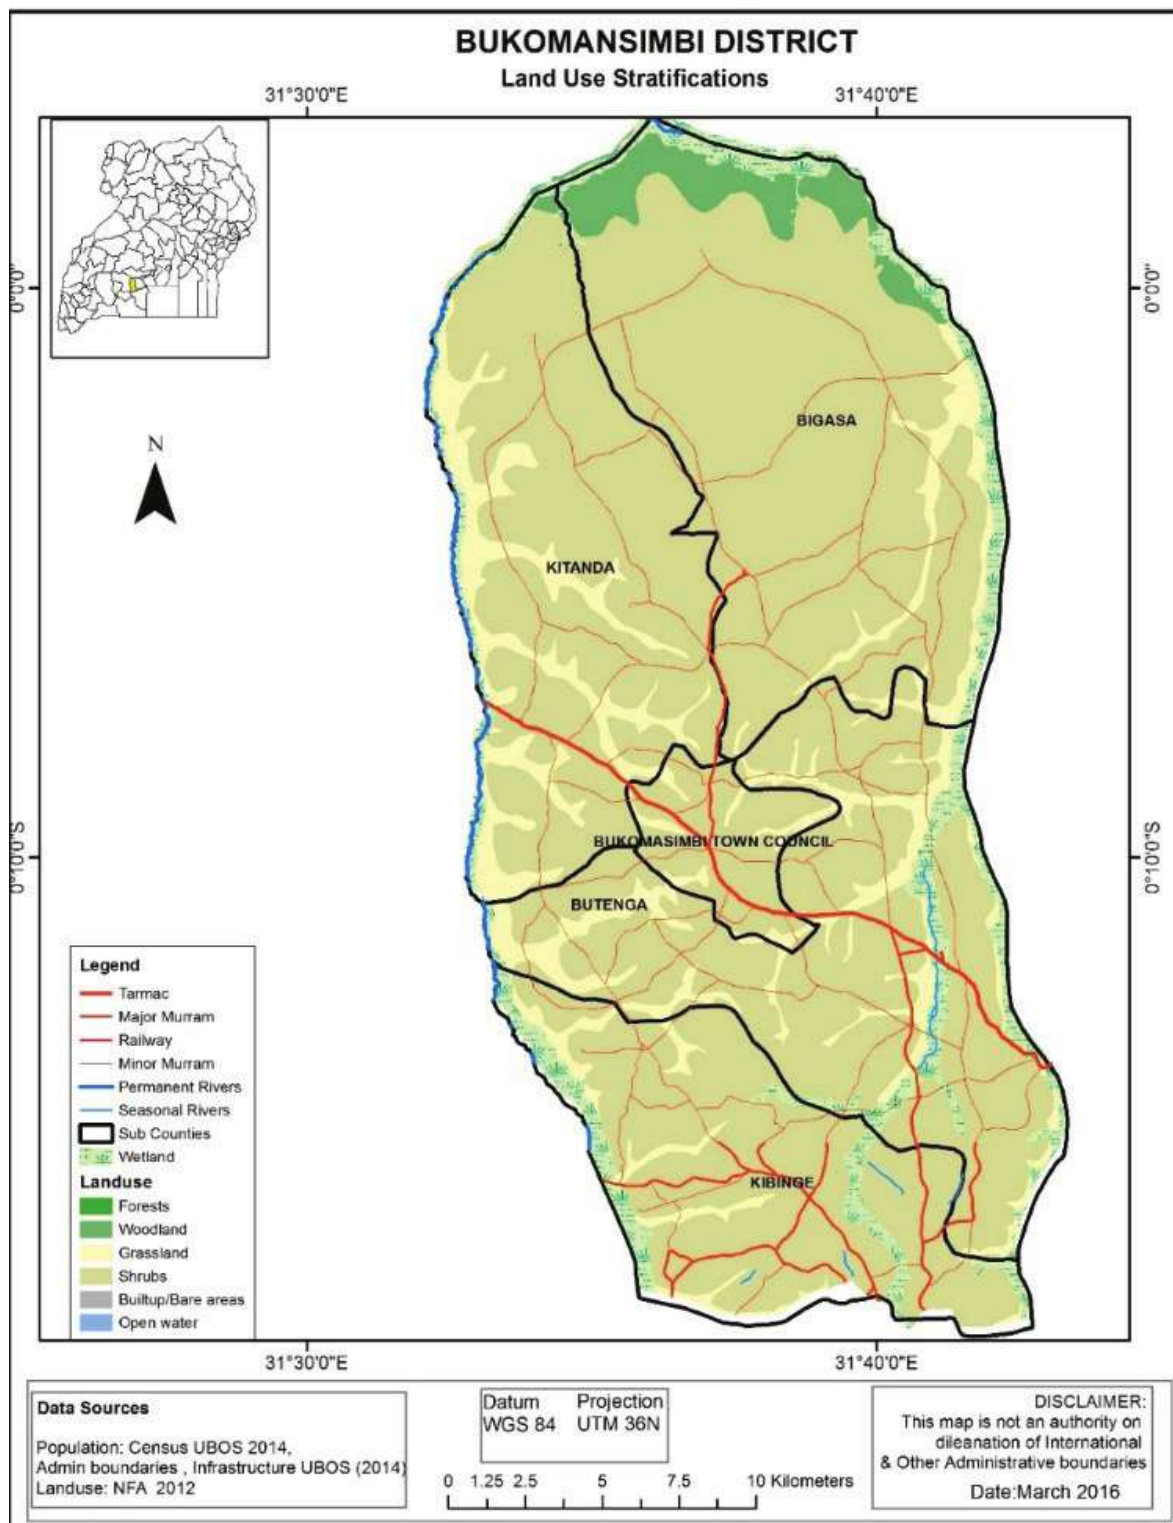 BUKOMANSIMBI DISTRICT
Land Use Stratifications
31°30'0"E
31°40'0"E
0°0'0"
0°0'0"
N
BIGASA
KITANDA
BUKOMASIMBI TOWN COUNCIL
0°10'0"S
0°10'0"S
BUTENGA
KIBINGE
Legend
Tarmac
Major Murram
Railway
Minor Murram
Permanent Rivers
Seasonal Rivers
Sub Counties
Wetland
Landuse
Forests
Woodland
Grassland
Shrubs
Builtup/Bare areas
Open water
31°30'0"E
31°40'0"E
Data Sources
Population: Census UBOS 2014,
Admin boundaries , Infrastructure UBOS (2014)
Landuse: NFA 2012
Datum Projection
WGS 84 UTM 36N
0 1.25 2.5 5 7.5 10 Kilometers
DISCLAIMER:
This map is not an authority on
dileanation of International
& Other Administrative boundaries
Date:March 2016